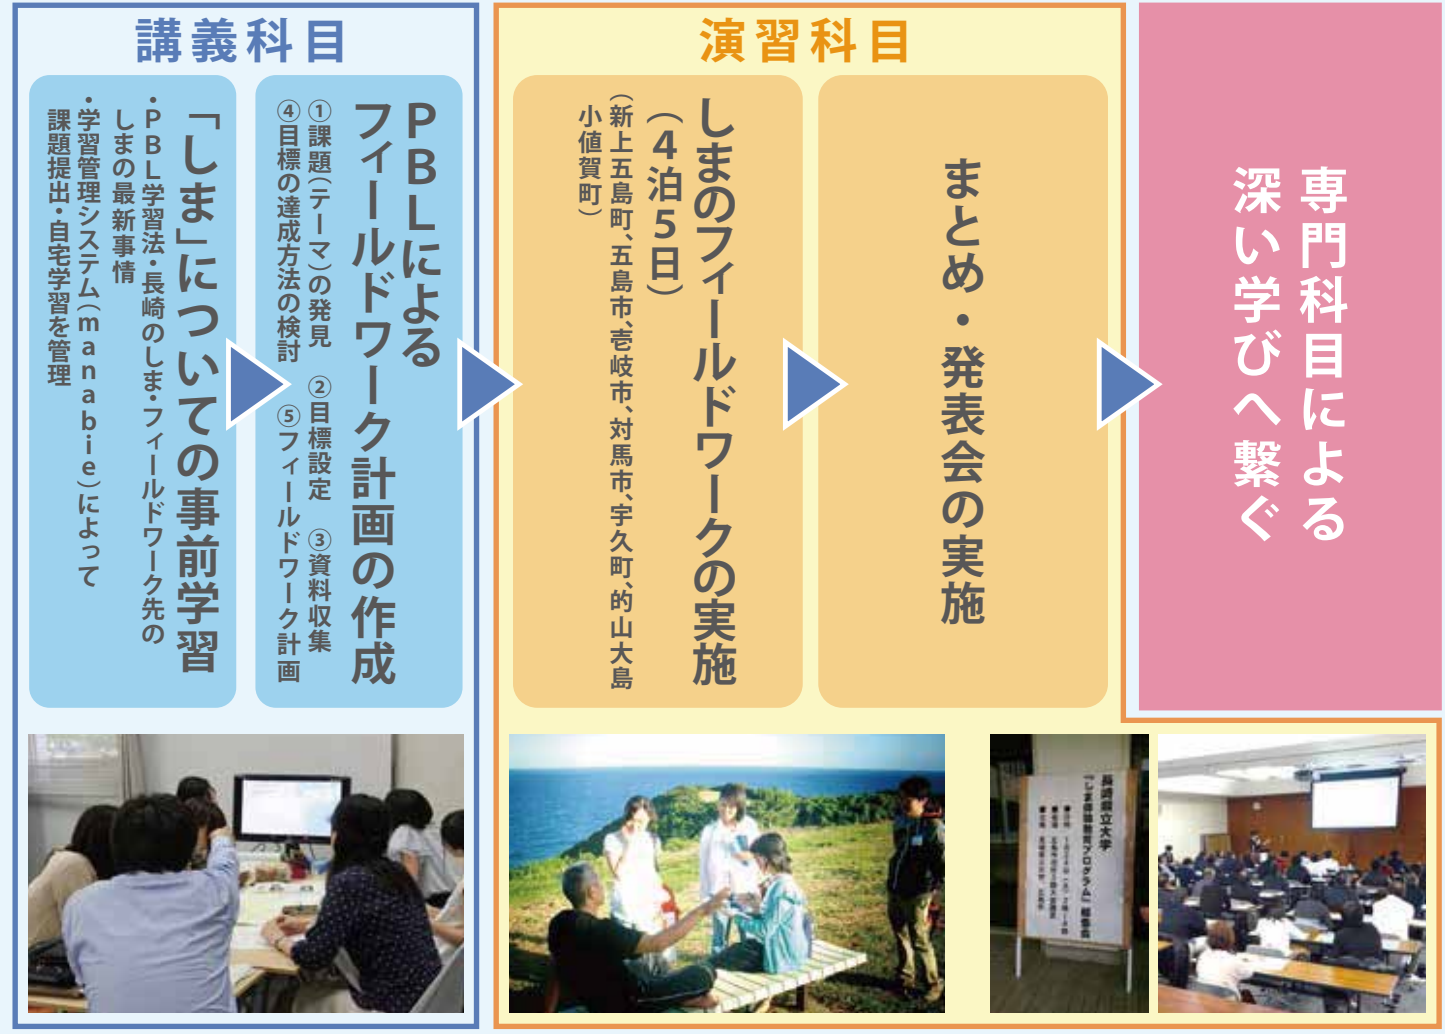 講義科目
「しま」についての事前学習
・PBL学習法・長崎のしま・フィールドワーク先の
しまの最新事情
・学習管理システム(manabie)によって
課題提出・自宅学習を管理
PBLによる
フィールドワーク計画の作成
①課題(テーマ)の発見 ②目標設定 ③資料収集
④目標の達成方法の検討 ⑤フィールドワーク計画
演習科目
しまのフィールドワークの実施
(4泊5日)
(新上五島町、五島市、壱岐市、対馬市、宇久町、的山大島
小値賀町)
まとめ・発表会の実施
専門科目による
深い学びへ繋ぐ
長崎県立大学